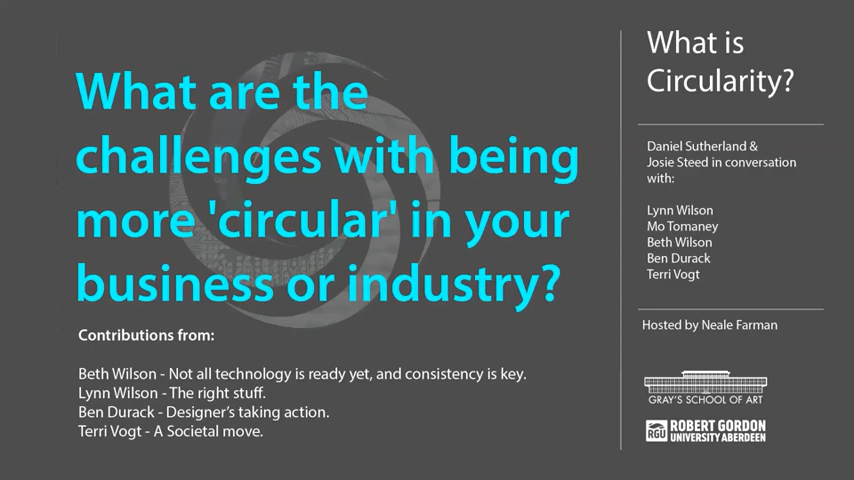 What are the
challenges with being
more 'circular' in your
business or industry?
Contributions from:
Beth Wilson - Not all technology is ready yet, and consistency is key.
Lynn Wilson - The right stuff.
Ben Durack - Designer's taking action.
Terri Vogt - A Societal move.
What is
Circularity?
Daniel Sutherland &
Josie Steed in conversation
with:
Lynn Wilson
Mo Tomaney
Beth Wilson
Ben Durack
Terri Vogt
Hosted by Neale Farman
GRAY'S SCHOOL OF ART
RGU ROBERT GORDON
UNIVERSITY ABERDEEN